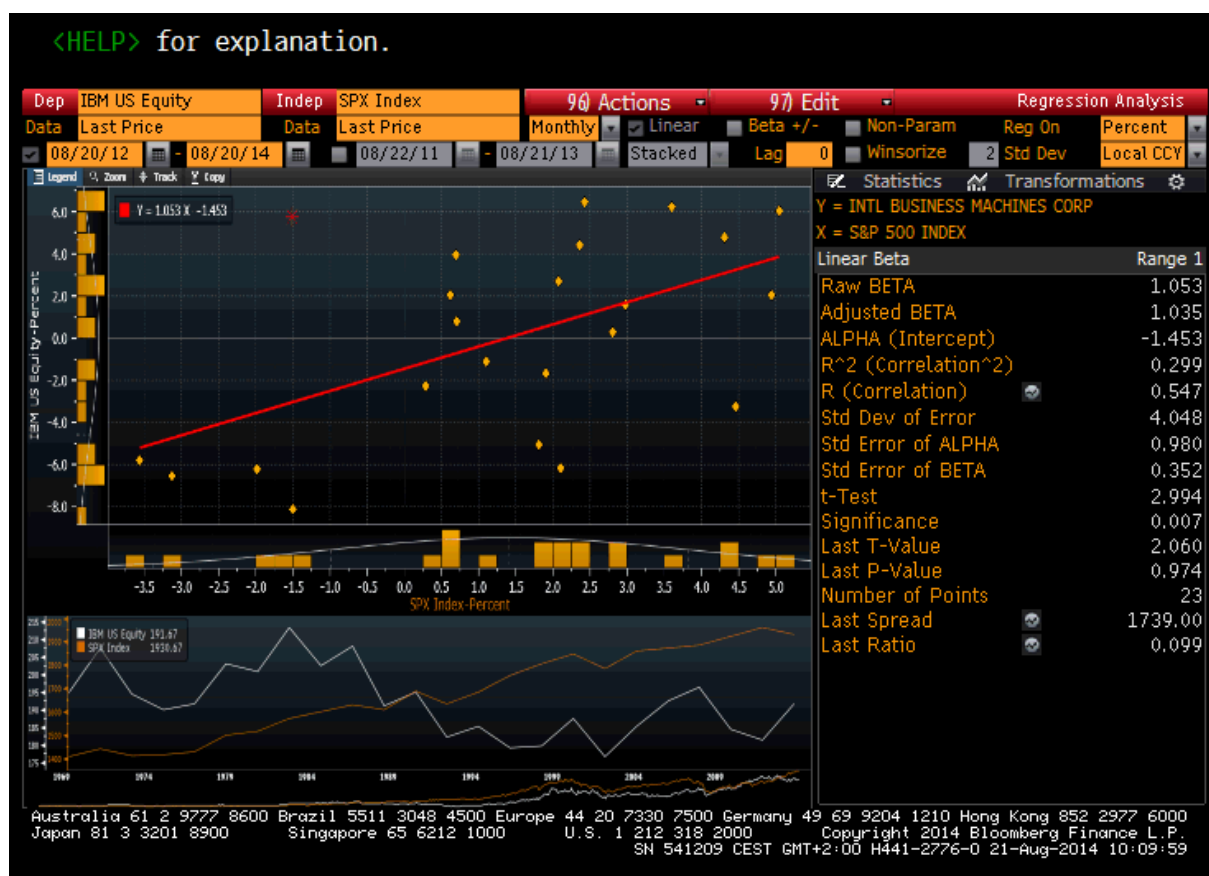 <HELP> for explanation.
Dep IBM US Equity Indep SPX Index 96) Actions 97) Edit Regression Analysis
Data Last Price Data Last Price Monthly Linear Beta +/- Non-Param Reg On Percent
08/20/12 - 08/20/14 08/22/11 - 08/21/13 Stacked Lag 0 Winsorize 2 Std Dev Local CCY
Legend Zoom Track Copy
Statistics Transformations
Y = 1.053 X -1.453
Y = INTL BUSINESS MACHINES CORP
X = S&P 500 INDEX
Linear Beta Range 1
Raw BETA 1.053
Adjusted BETA 1.035
ALPHA (Intercept) -1.453
R^2 (Correlation^2) 0.299
R (Correlation) 0.547
Std Dev of Error 4.048
Std Error of ALPHA 0.980
Std Error of BETA 0.352
t-Test 2.994
Significance 0.007
Last T-Value 2.060
Last P-Value 0.974
Number of Points 23
Last Spread 1739.00
Last Ratio 0.099
IBM US Equity-Percent
6.0
4.0
2.0
0.0
-2.0
-4.0
-6.0
-8.0
-3.5 -3.0 -2.5 -2.0 -1.5 -1.0 -0.5 0.0 0.5 1.0 1.5 2.0 2.5 3.0 3.5 4.0 4.5 5.0
SPX Index-Percent
IBM US Equity 191.67
SPX Index 1930.67
1969 1974 1979 1984 1989 1994 1999 2004 2009
Australia 61 2 9777 8600 Brazil 5511 3048 4500 Europe 44 20 7330 7500 Germany 49 69 9204 1210 Hong Kong 852 2977 6000
Japan 81 3 3201 8900 Singapore 65 6212 1000 U.S. 1 212 318 2000 Copyright 2014 Bloomberg Finance L.P.
SN 541209 CEST GMT+2:00 H441-2776-0 21-Aug-2014 10:09:59